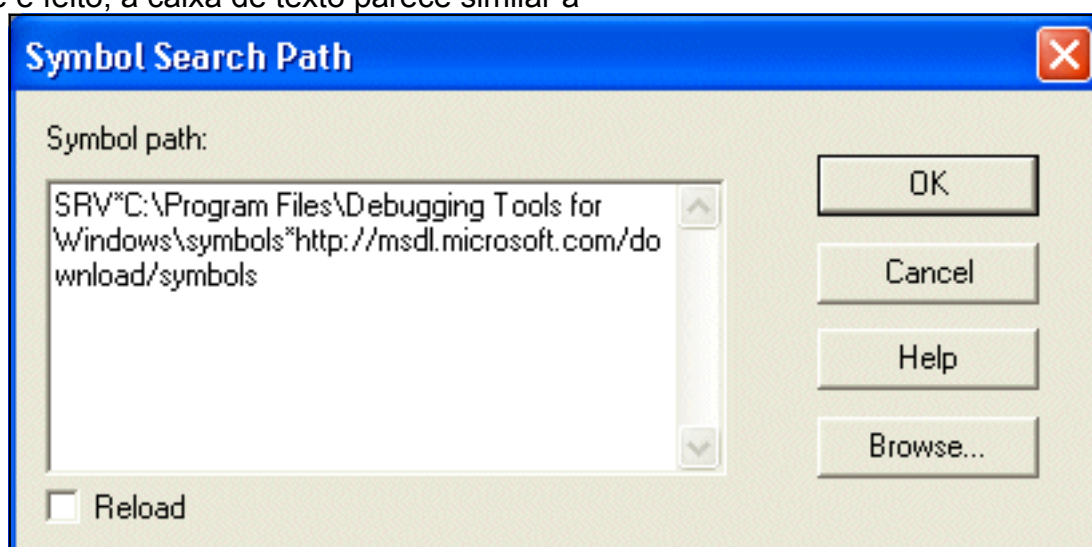 e é feito, a caixa de texto parece similar a
Symbol Search Path
Symbol path:
SRV*C:\Program Files\Debugging Tools for
Windows\symbols*http://msdl.microsoft.com/do
wnload/symbols
OK
Cancel
Help
Browse...
Reload